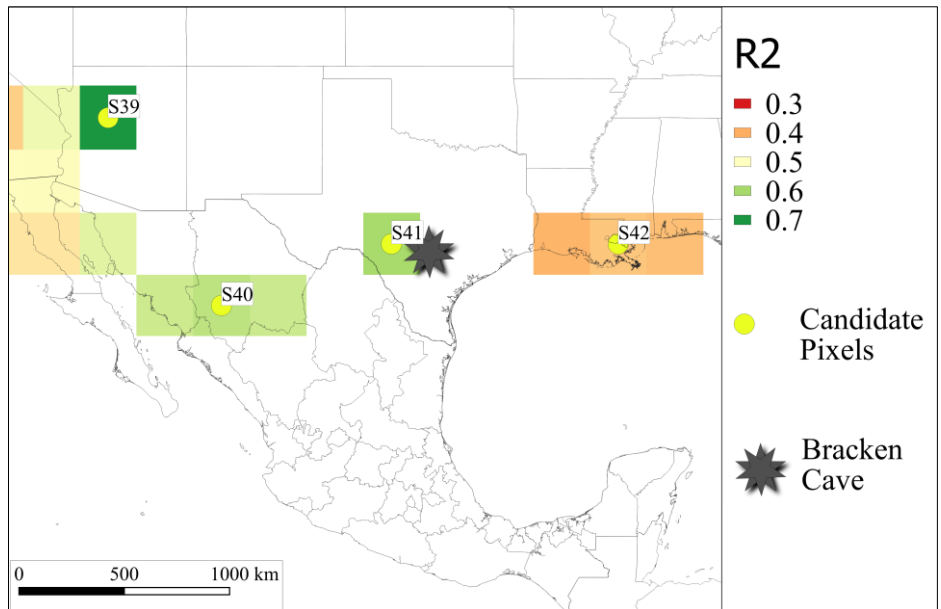 S39
S41
S42
S40
0 500 1000 km
R2
0.3
0.4
0.5
0.6
0.7
Candidate
Pixels
Bracken
Cave